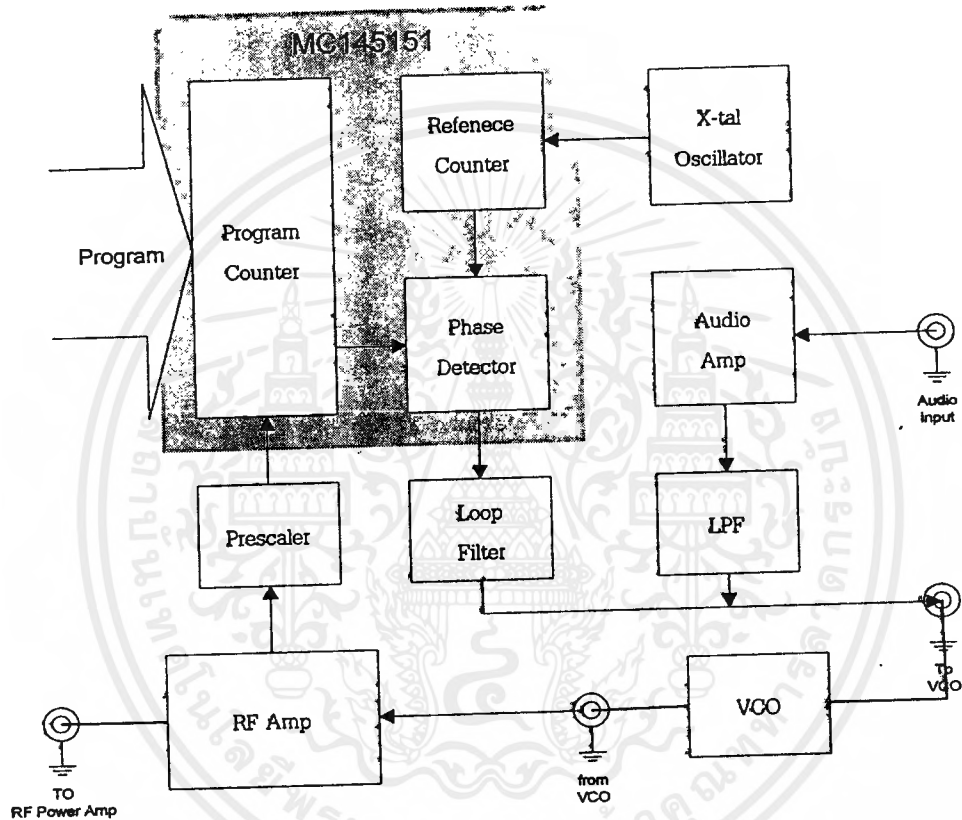 MC145151
Program
Program
Counter
Refenece
Counter
X-tal
Oscillator
Phase
Detector
Audio
Amp
Audio
Input
Prescaler
Loop
Filter
LPF
To
VCO
RF Amp
VCO
from
VCO
TO
RF Power Amp